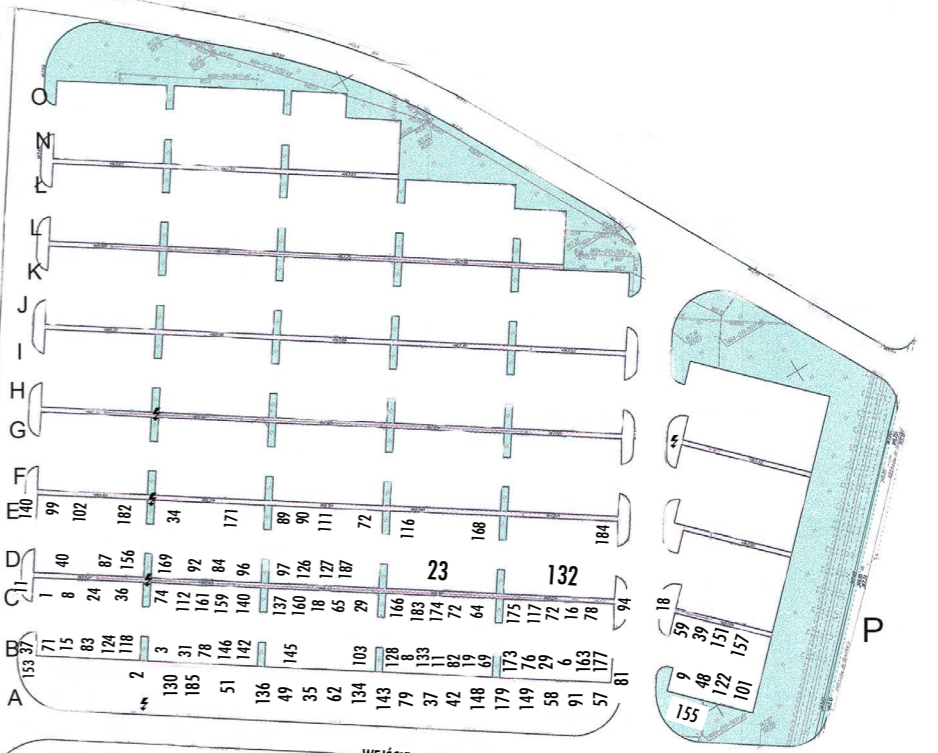 O
N
Ł
L
K
J
I
H
G
F
E 140 99 102 182 34 171 89 90 111 72 116 168 184
D 40 87 156 169 92 84 96 97 126 127 187 23 132
11
C 1 8 24 36 74 112 161 159 140 137 160 18 65 29 166 183 174 72 64 175 117 72 16 78 94
18 59 39 151 157
B 37 71 15 83 124 118 3 31 78 146 142 145 103 128 8 133 11 82 19 69 173 76 29 6 163 177
153
A 2 130 185 51 136 49 35 62 134 143 79 37 42 148 179 149 58 91 57 81
9 48 122 101
155
P
WEJŚCIE